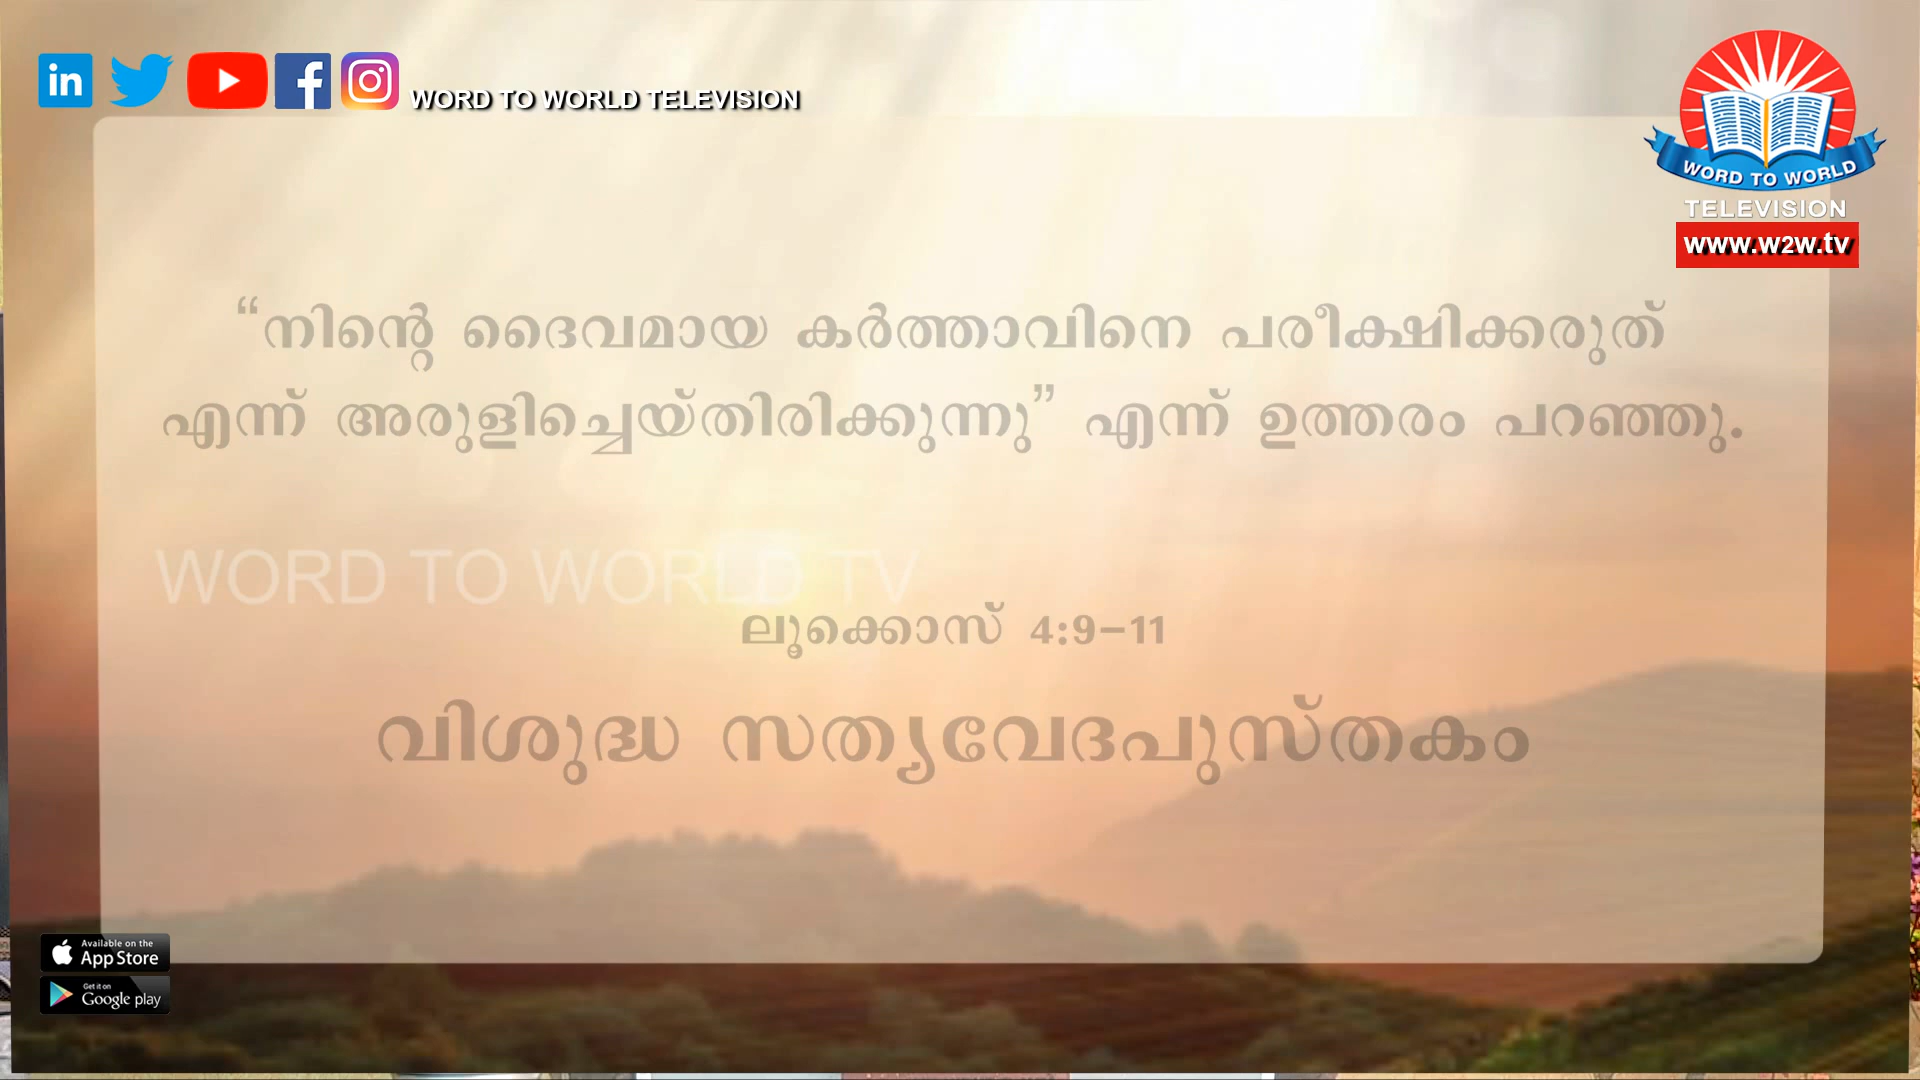 WORD TO WORLD TELEVISION
WORD TO WORLD
TELEVISION
www.w2w.tv
“നിന്റെ ദൈവമായ കർത്താവിനെ പരീക്ഷിക്കരുത്
എന്ന് അരുളിച്ചെയ്തിരിക്കുന്നു” എന്ന് ഉത്തരം പറഞ്ഞു.
WORD TO WORLD TV
ലൂക്കൊസ് 4:9-11
വിശുദ്ധ സത്യവേദപുസ്തകം
Available on the
App Store
Get it on
Google play